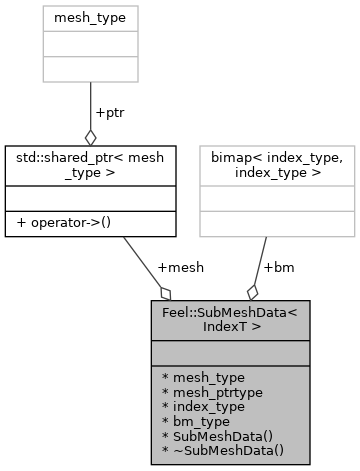 mesh_type
+ptr
std::shared_ptr< mesh
_type >
+ operator->()
bimap< index_type,
index_type >
+mesh
+bm
Feel::SubMeshData<
IndexT >
* mesh_type
* mesh_ptrtype
* index_type
* bm_type
* SubMeshData()
* ~SubMeshData()